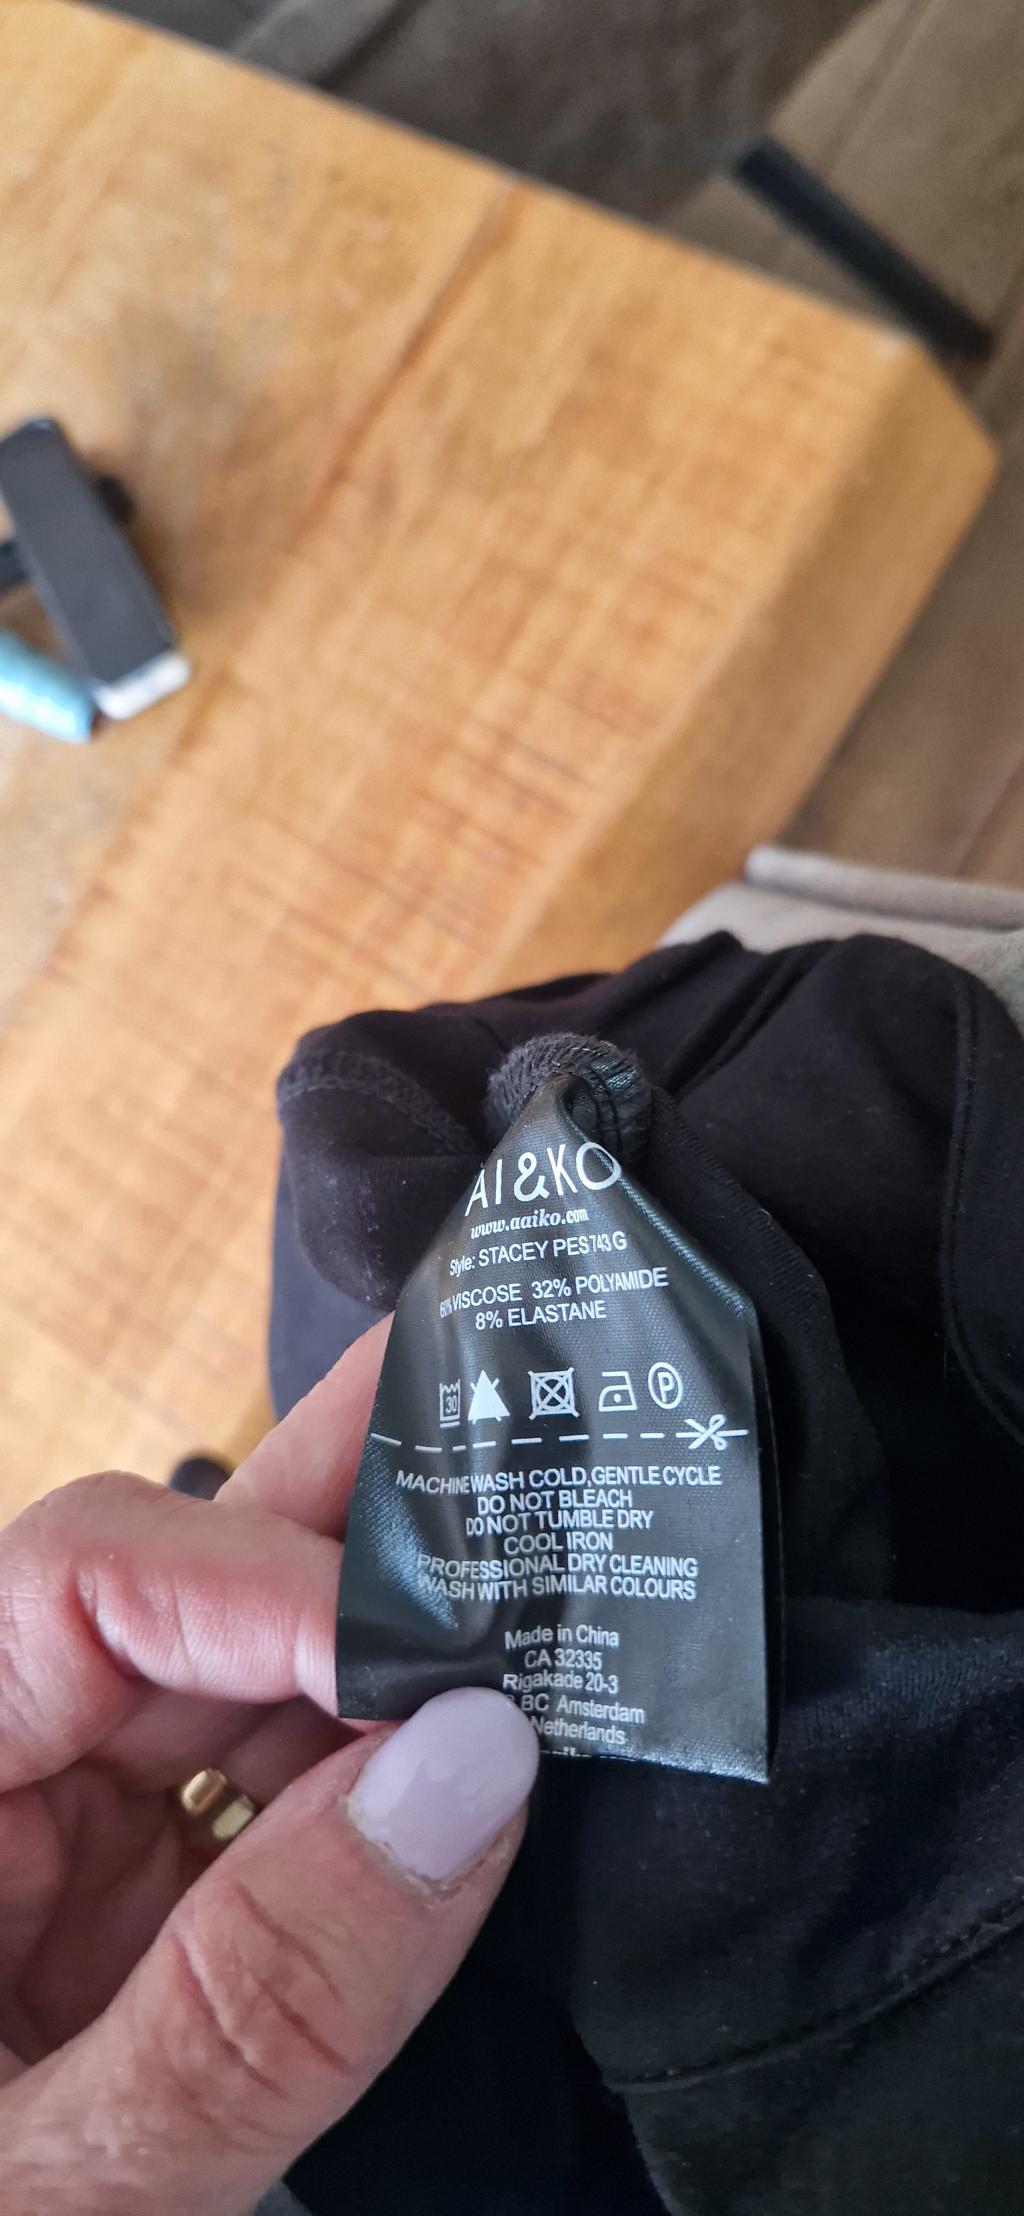 ÄI&KO
www.aaiko.com
Style: STACEY PES 743 G
60% VISCOSE 32% POLYAMIDE
8% ELASTANE
30 P
MACHINE WASH COLD, GENTLE CYCLE
DO NOT BLEACH
DO NOT TUMBLE DRY
COOL IRON
PROFESSIONAL DRY CLEANING
WASH WITH SIMILAR COLOURS
Made in China
CA 32335
Rigakade 20-3
BC Amsterdam
Netherlands